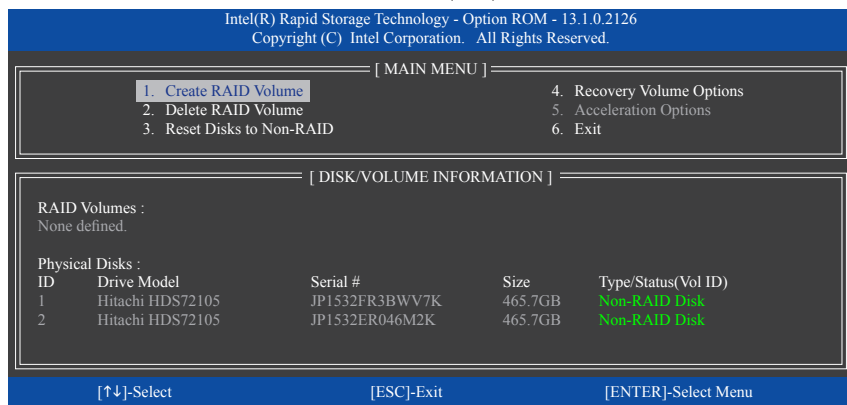 Intel(R) Rapid Storage Technology - Option ROM - 13.1.0.2126
Copyright (C) Intel Corporation. All Rights Reserved.
[ MAIN MENU ]
1. Create RAID Volume
2. Delete RAID Volume
3. Reset Disks to Non-RAID
4. Recovery Volume Options
5. Acceleration Options
6. Exit
[ DISK/VOLUME INFORMATION ]
RAID Volumes :
None defined.
Physical Disks :
ID Drive Model Serial # Size Type/Status(Vol ID)
1 Hitachi HDS72105 JP1532FR3BWV7K 465.7GB Non-RAID Disk
2 Hitachi HDS72105 JP1532ER046M2K 465.7GB Non-RAID Disk
[↑↓]-Select [ESC]-Exit [ENTER]-Select Menu